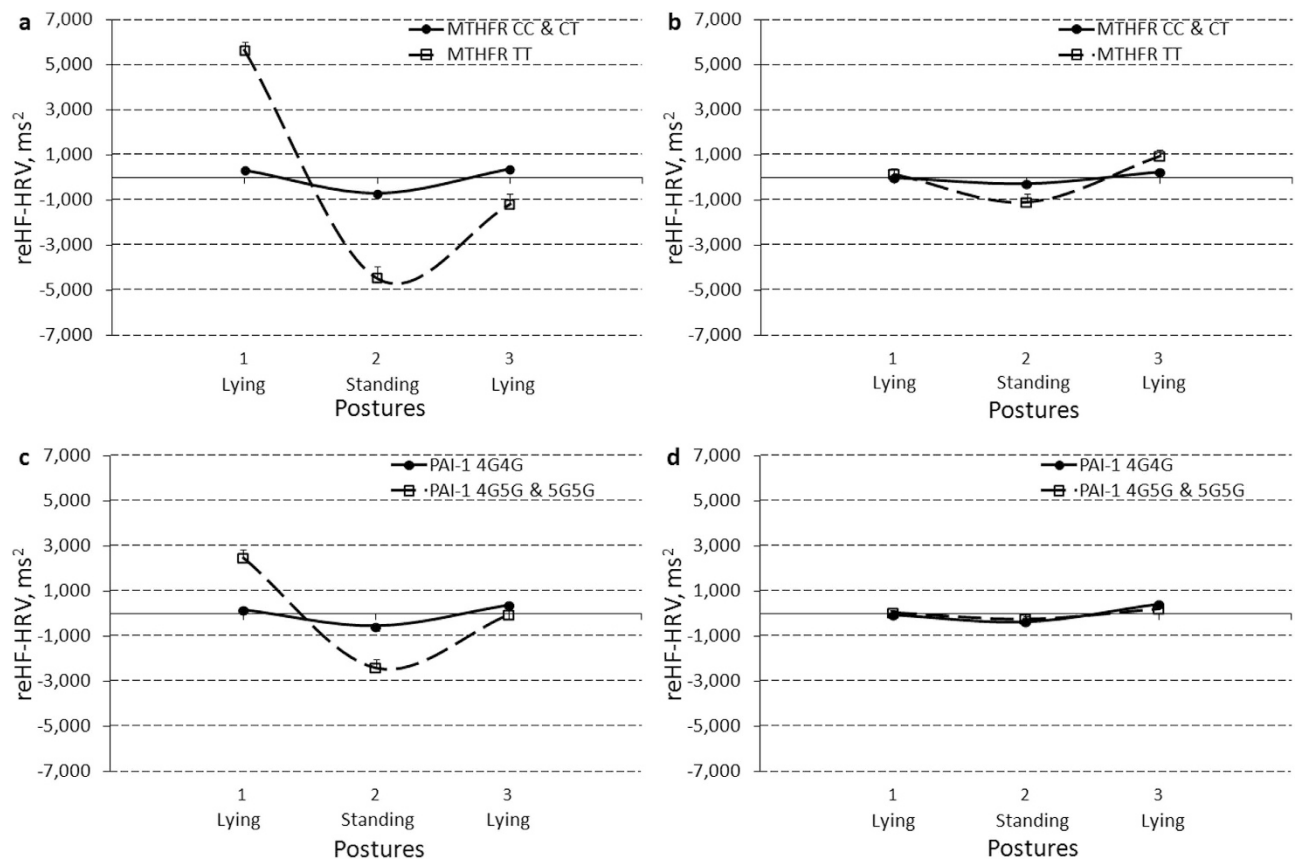 a
7,000
5,000
3,000
1,000
-1,000
-3,000
-5,000
-7,000
reHF-HRV, ms²
MTHFR CC & CT
MTHFR TT
1 2 3
Lying Standing Lying
Postures
b
7,000
5,000
3,000
1,000
-1,000
-3,000
-5,000
-7,000
reHF-HRV, ms²
MTHFR CC & CT
MTHFR TT
1 2 3
Lying Standing Lying
Postures
c
7,000
5,000
3,000
1,000
-1,000
-3,000
-5,000
-7,000
reHF-HRV, ms²
PAI-1 4G4G
PAI-1 4G5G & 5G5G
1 2 3
Lying Standing Lying
Postures
d
7,000
5,000
3,000
1,000
-1,000
-3,000
-5,000
-7,000
reHF-HRV, ms²
PAI-1 4G4G
PAI-1 4G5G & 5G5G
1 2 3
Lying Standing Lying
Postures